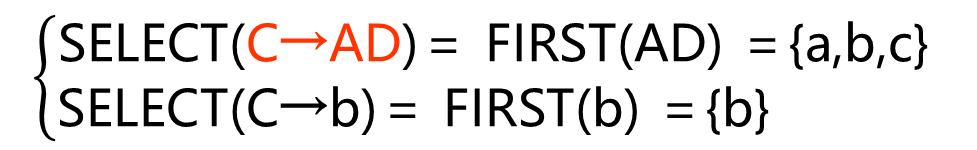 SELECT(C→AD) = FIRST(AD) ={a,b,c}
SELECT(C→b) = FIRST(b) ={b}